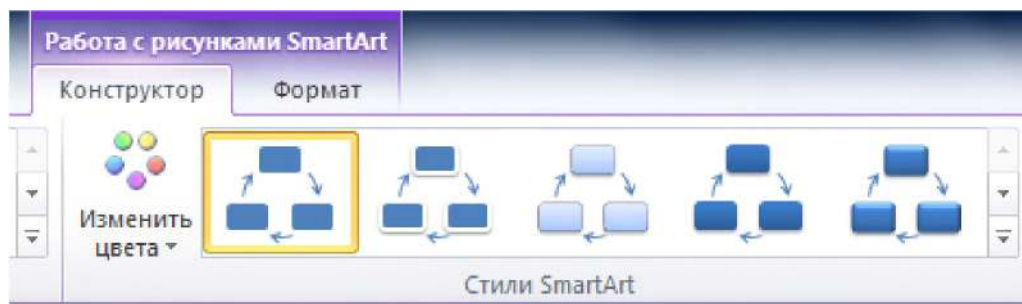 Работа с рисунками SmartArt
Конструктор Формат
Изменить
цвета
Стили SmartArt